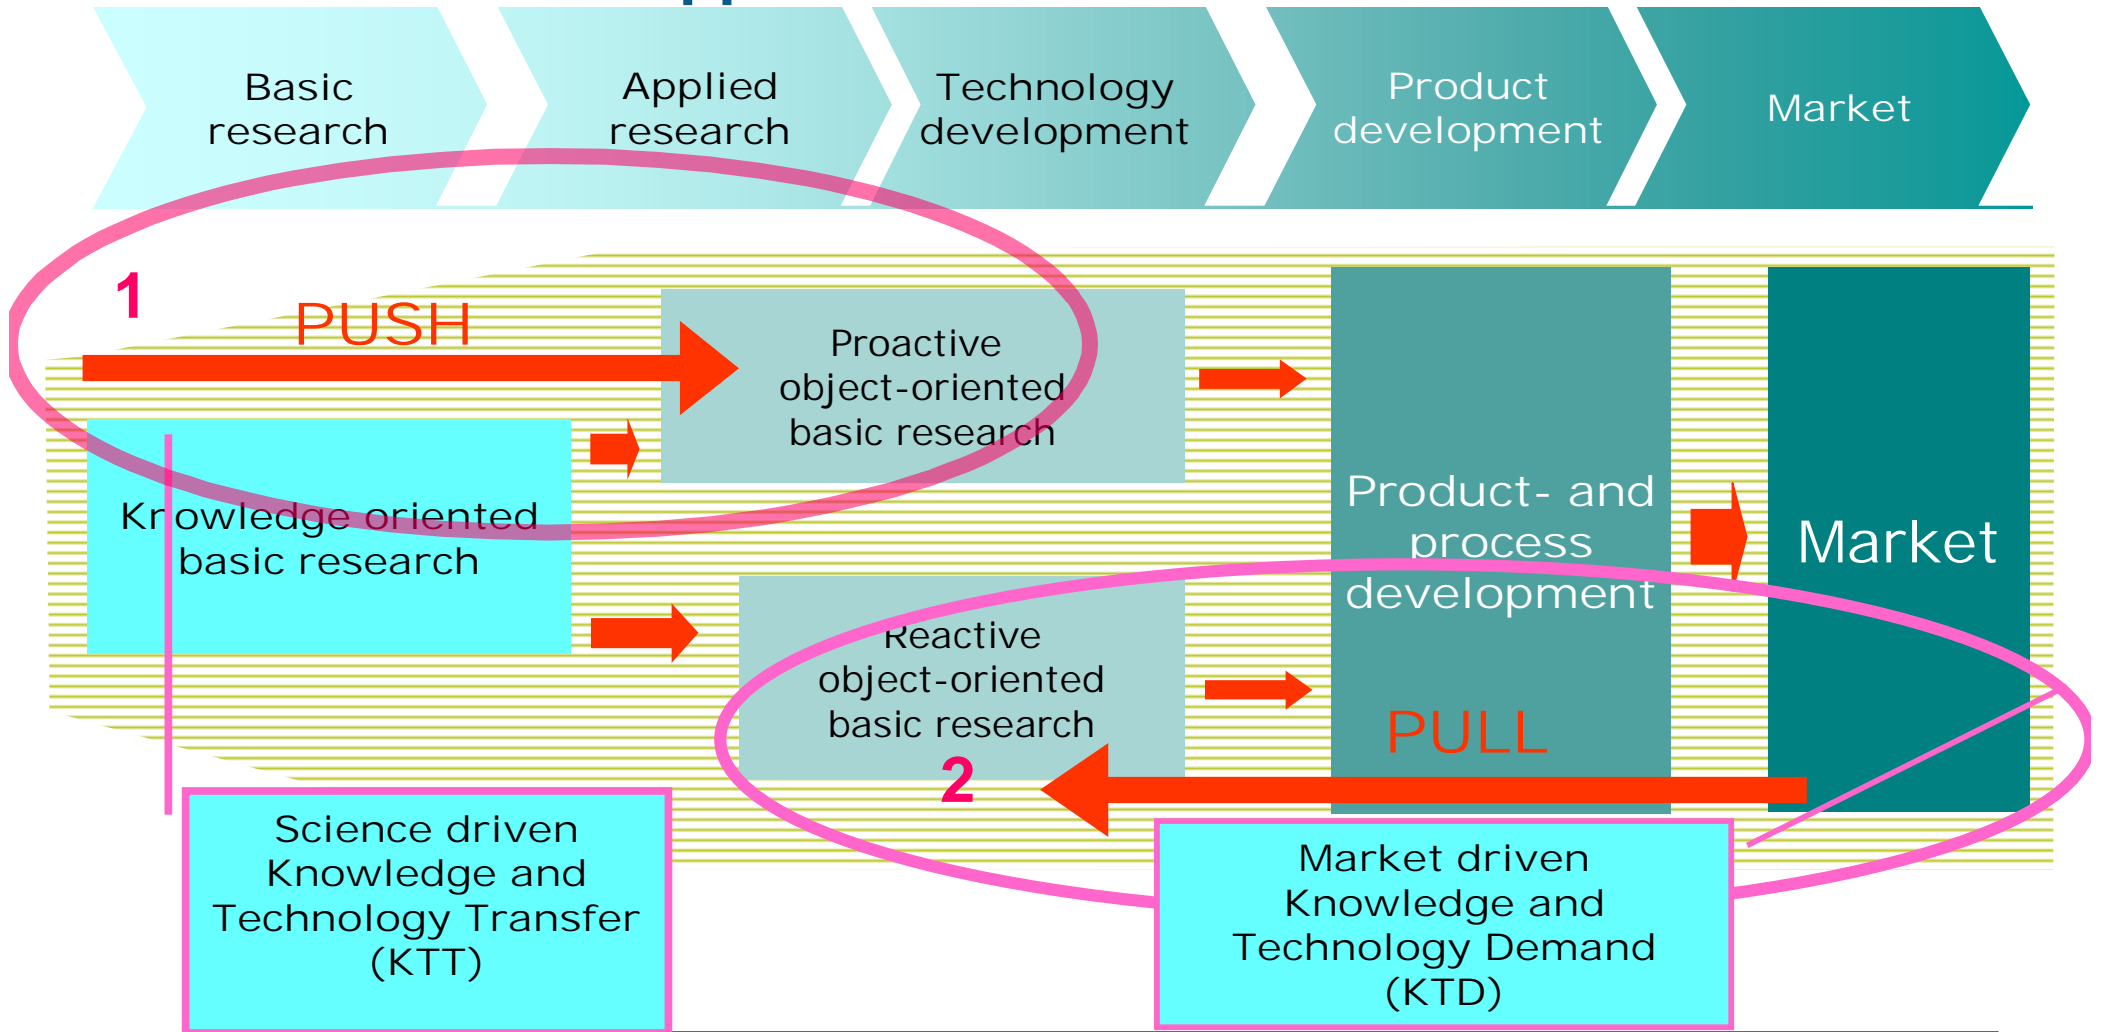 Basic
research
Applied
research
Technology
development
Product
development
Market
1
PUSH
Proactive
object-oriented
basic research
Knowledge oriented
basic research
Product- and
process
development
Market
Reactive
object-oriented
basic research
PULL
2
Science driven
Knowledge and
Technology Transfer
(KTT)
Market driven
Knowledge and
Technology Demand
(KTD)